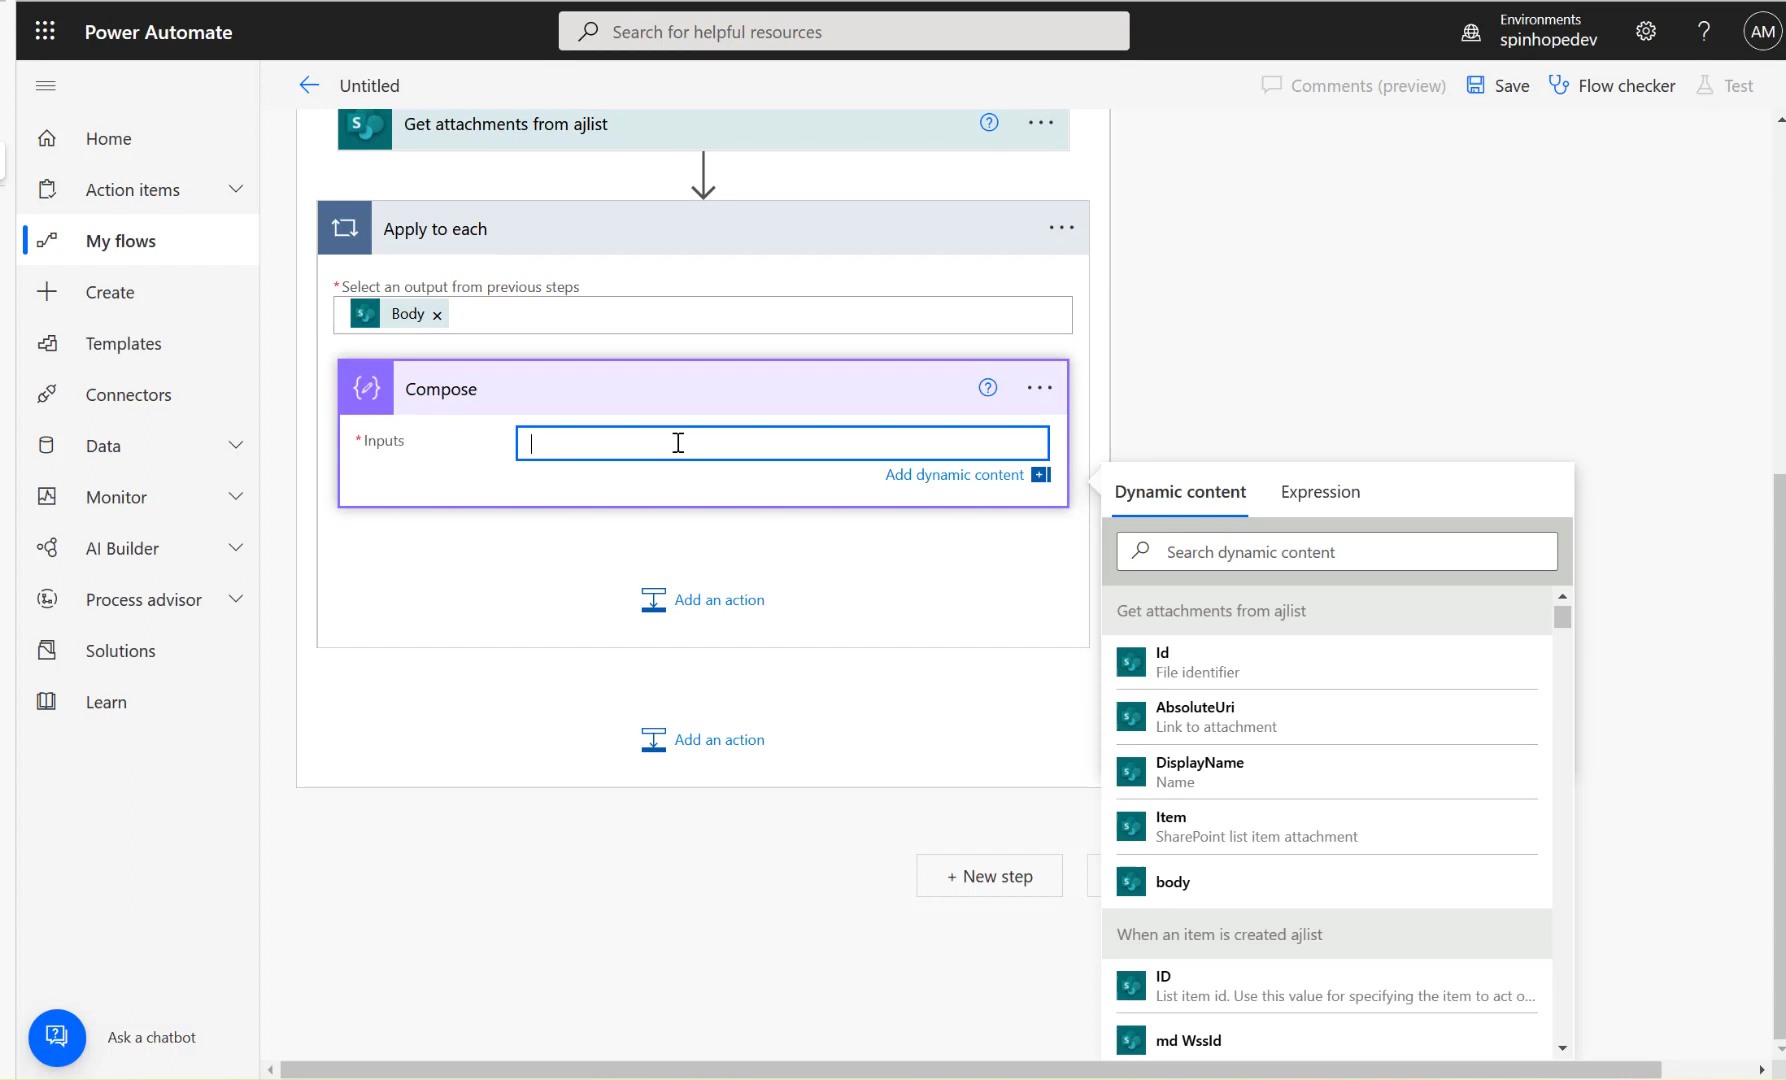 Power Automate
Search for helpful resources
Environments
spinhopedev
?
AM
Untitled
Comments (preview)
Save
Flow checker
Test
Home
Action items
My flows
Create
Templates
Connectors
Data
Monitor
AI Builder
Process advisor
Solutions
Learn
Ask a chatbot
S
Get attachments from ajlist
?
...
Apply to each
...
* Select an output from previous steps
S Body ×
Compose
?
...
* Inputs
Add dynamic content +
Add an action
Add an action
+ New step
Dynamic content
Expression
Search dynamic content
Get attachments from ajlist
S
Id
File identifier
S
AbsoluteUri
Link to attachment
S
DisplayName
Name
S
Item
SharePoint list item attachment
S
body
When an item is created ajlist
S
ID
List item id. Use this value for specifying the item to act o...
S
md WssId